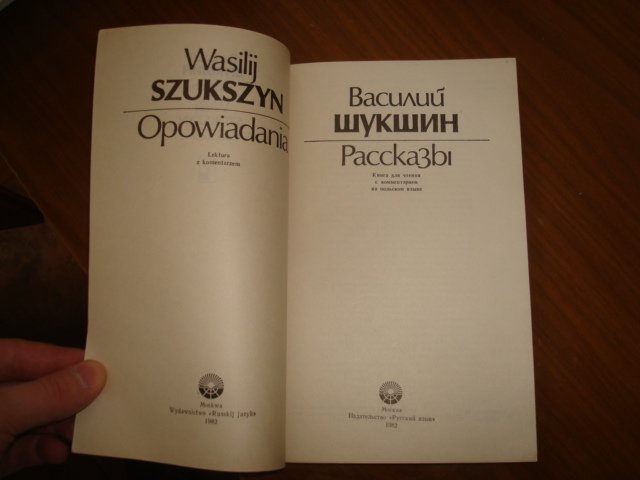 Wasilij
SZUKSZYN
Opowiadania
Lektura
z komentarzem
Moskwa
Wydawnictwo «Russkij jazyk»
1982
Василий
ШУКШИН
Рассказы
Книга для чтения
с комментарием
на польском языке
Москва
Издательство «Русский язык»
1982